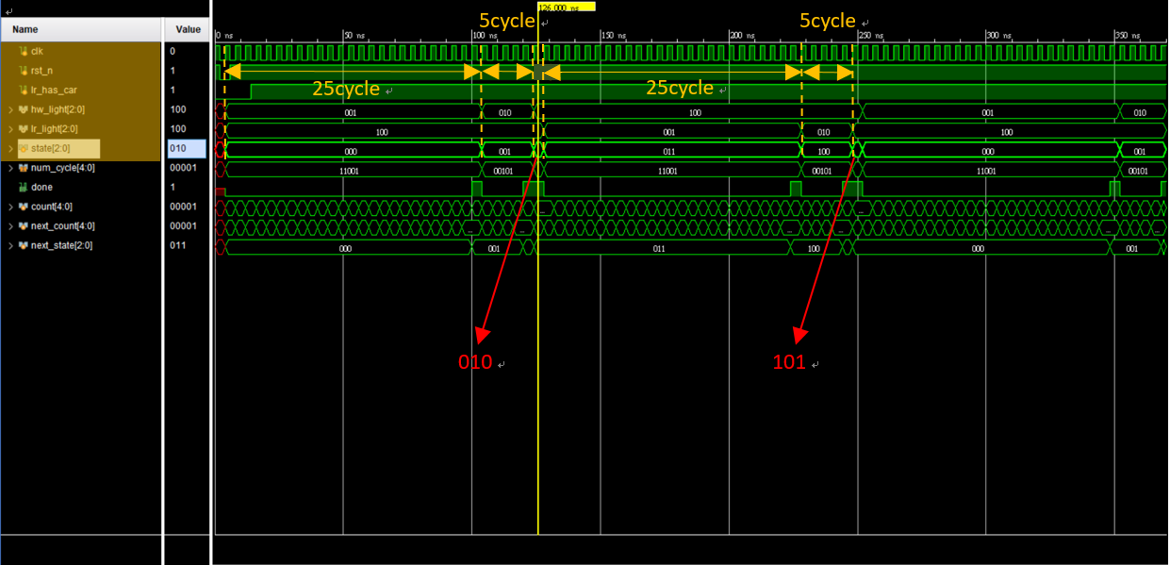 126.000 ns
5cycle
5cycle
Name Value
0 ns 50 ns 100 ns 150 ns 200 ns 250 ns 300 ns 350 ns
clk 0
rst_n 1
lr_has_car 1
25cycle 25cycle
hw_light[2:0] 100 001 010 100 001 010
lr_light[2:0] 100 100 001 010 100
state[2:0] 010 000 001 011 100 000 001
num_cycle[4:0] 00001 11001 00101 11001 00101 11001 00101
done 1
count[4:0] 00001 ... ...
next_count[4:0] 00001 ... ... ... ... ... ...
next_state[2:0] 011 000 001 011 100 000 001
010 101